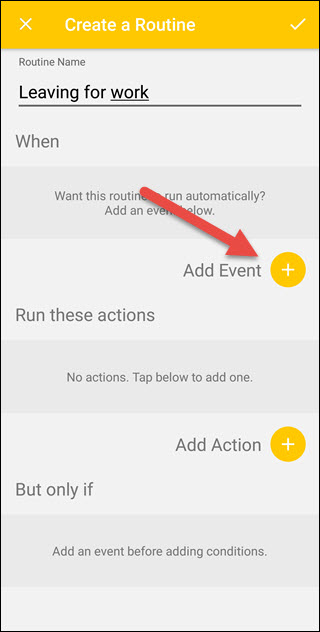 Create a Routine
Routine Name
Leaving for work
When
Want this routine to run automatically?
Add an event below.
Add Event
Run these actions
No actions. Tap below to add one.
Add Action
But only if
Add an event before adding conditions.